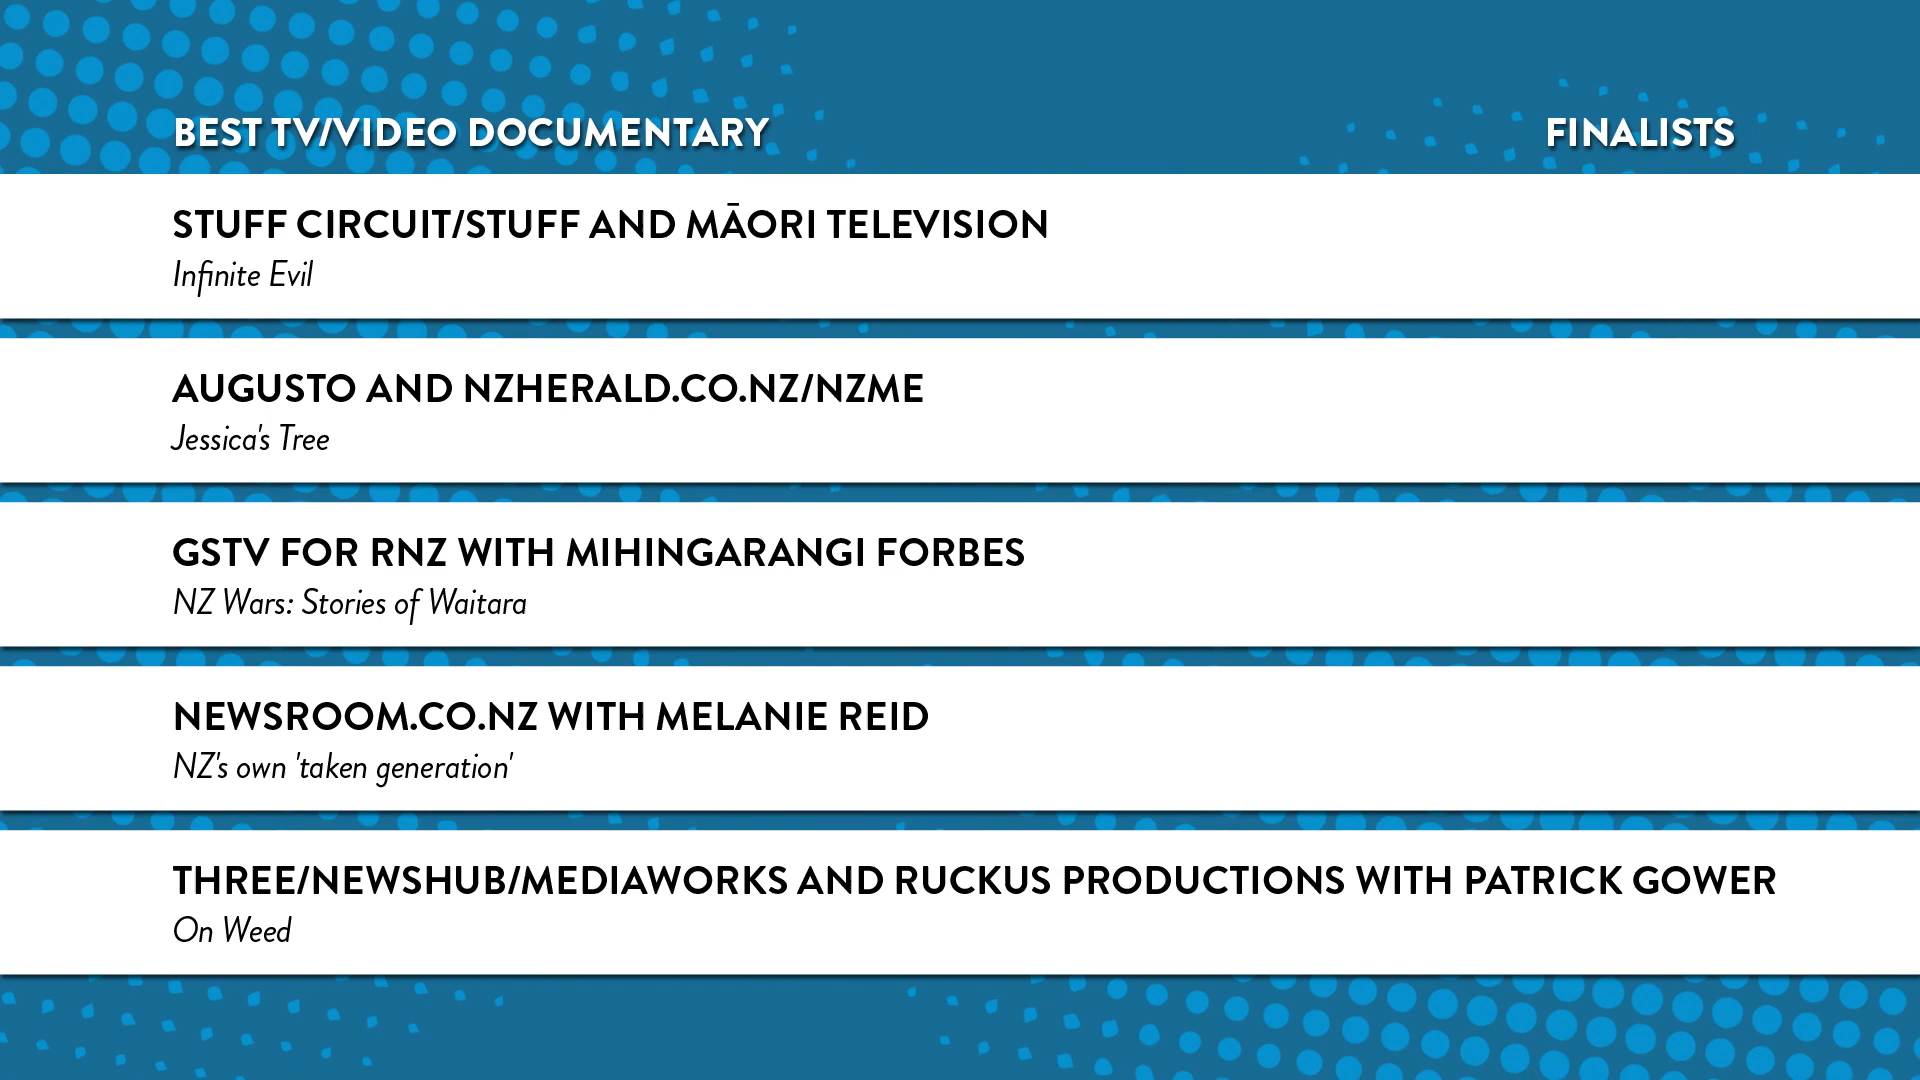 BEST TV/VIDEO DOCUMENTARY
FINALISTS
STUFF CIRCUIT/STUFF AND MĀORI TELEVISION
Infinite Evil
AUGUSTO AND NZHERALD.CO.NZ/NZME
Jessica's Tree
GSTV FOR RNZ WITH MIHINGARANGI FORBES
NZ Wars: Stories of Waitara
NEWSROOM.CO.NZ WITH MELANIE REID
NZ's own 'taken generation'
THREE/NEWSHUB/MEDIAWORKS AND RUCKUS PRODUCTIONS WITH PATRICK GOWER
On Weed